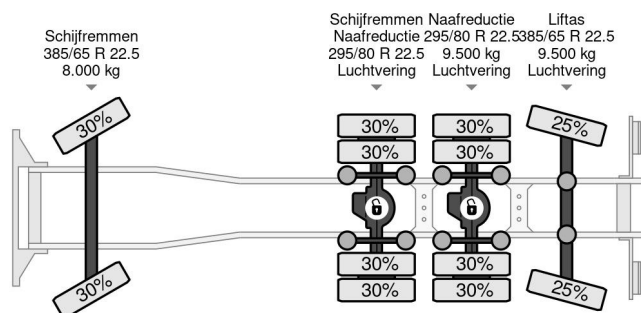 Schijfremmen
385/65 R 22.5
8.000 kg
Schijfremmen
Naafreductie
295/80 R 22.5
Luchtvering
Naafreductie
295/80 R 22.5
9.500 kg
Luchtvering
Liftas
385/65 R 22.5
9.500 kg
Luchtvering
30%
30%
30%
25%
30%
30%
30%
30%
30%
30%
30%
25%